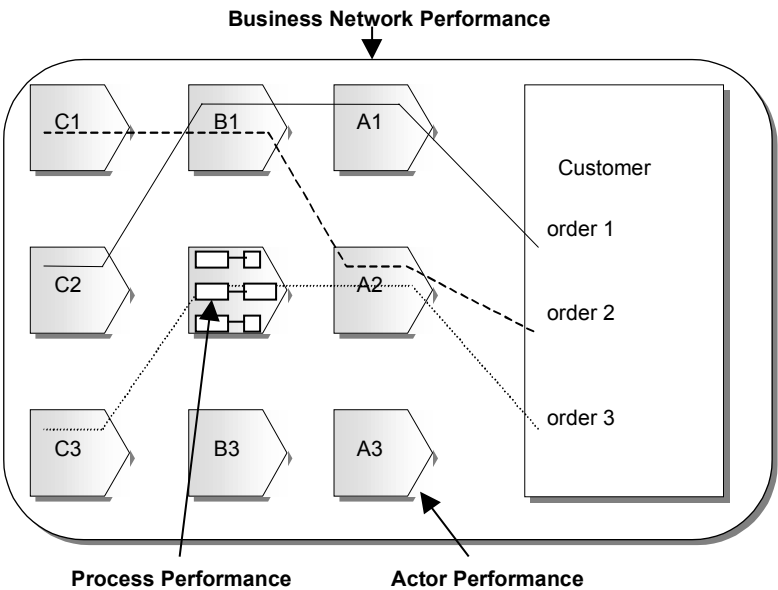 Business Network Performance
C1
B1
A1
Customer
order 1
C2
A2
order 2
order 3
C3
B3
A3
Process Performance
Actor Performance